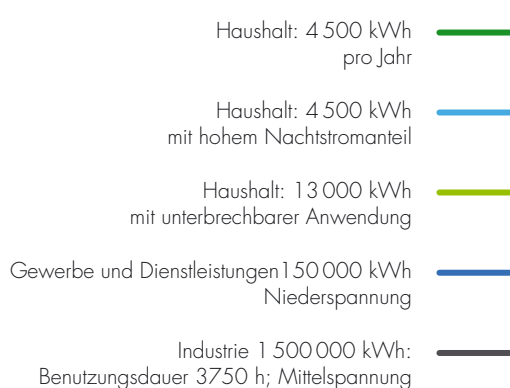 Haushalt: 4 500 kWh
pro Jahr
Haushalt: 4 500 kWh
mit hohem Nachtstromanteil
Haushalt: 13 000 kWh
mit unterbrechbarer Anwendung
Gewerbe und Dienstleistungen150 000 kWh
Niederspannung
Industrie 1 500 000 kWh:
Benutzungsdauer 3750 h; Mittelspannung